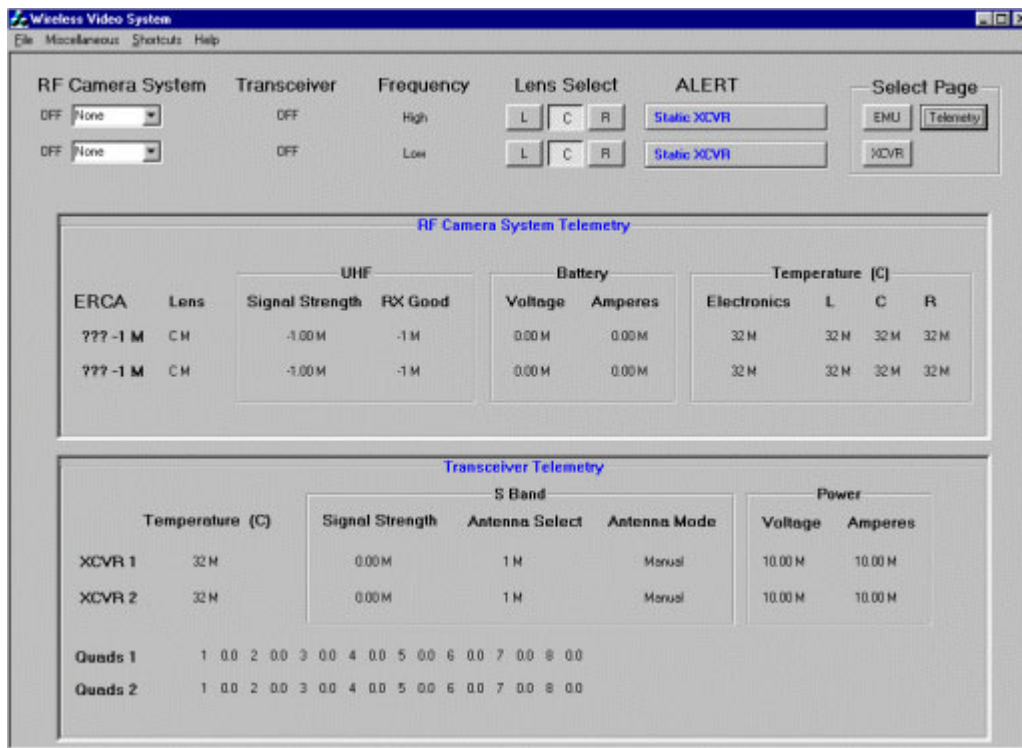 Wireless Video System
File Miscellaneous Shortcuts Help
RF Camera System Transceiver Frequency Lens Select ALERT Select Page
OFF None OFF High L C R Static XCVR EMU Telemetry
OFF None OFF Low L C R Static XCVR XCVR
RF Camera System Telemetry
UHF Battery Temperature (C)
ERCA Lens Signal Strength RX Good Voltage Amperes Electronics L C R
??? -1 M C M -1.00 M -1 M 0.00 M 0.00 M 32 M 32 M 32 M 32 M
??? -1 M C M -1.00 M -1 M 0.00 M 0.00 M 32 M 32 M 32 M 32 M
Transceiver Telemetry
S Band Power
Temperature (C) Signal Strength Antenna Select Antenna Mode Voltage Amperes
XCVR 1 32 M 0.00 M 1 M Manual 10.00 M 10.00 M
XCVR 2 32 M 0.00 M 1 M Manual 10.00 M 10.00 M
Quads 1 1 0.0 2 0.0 3 0.0 4 0.0 5 0.0 6 0.0 7 0.0 8 0.0
Quads 2 1 0.0 2 0.0 3 0.0 4 0.0 5 0.0 6 0.0 7 0.0 8 0.0